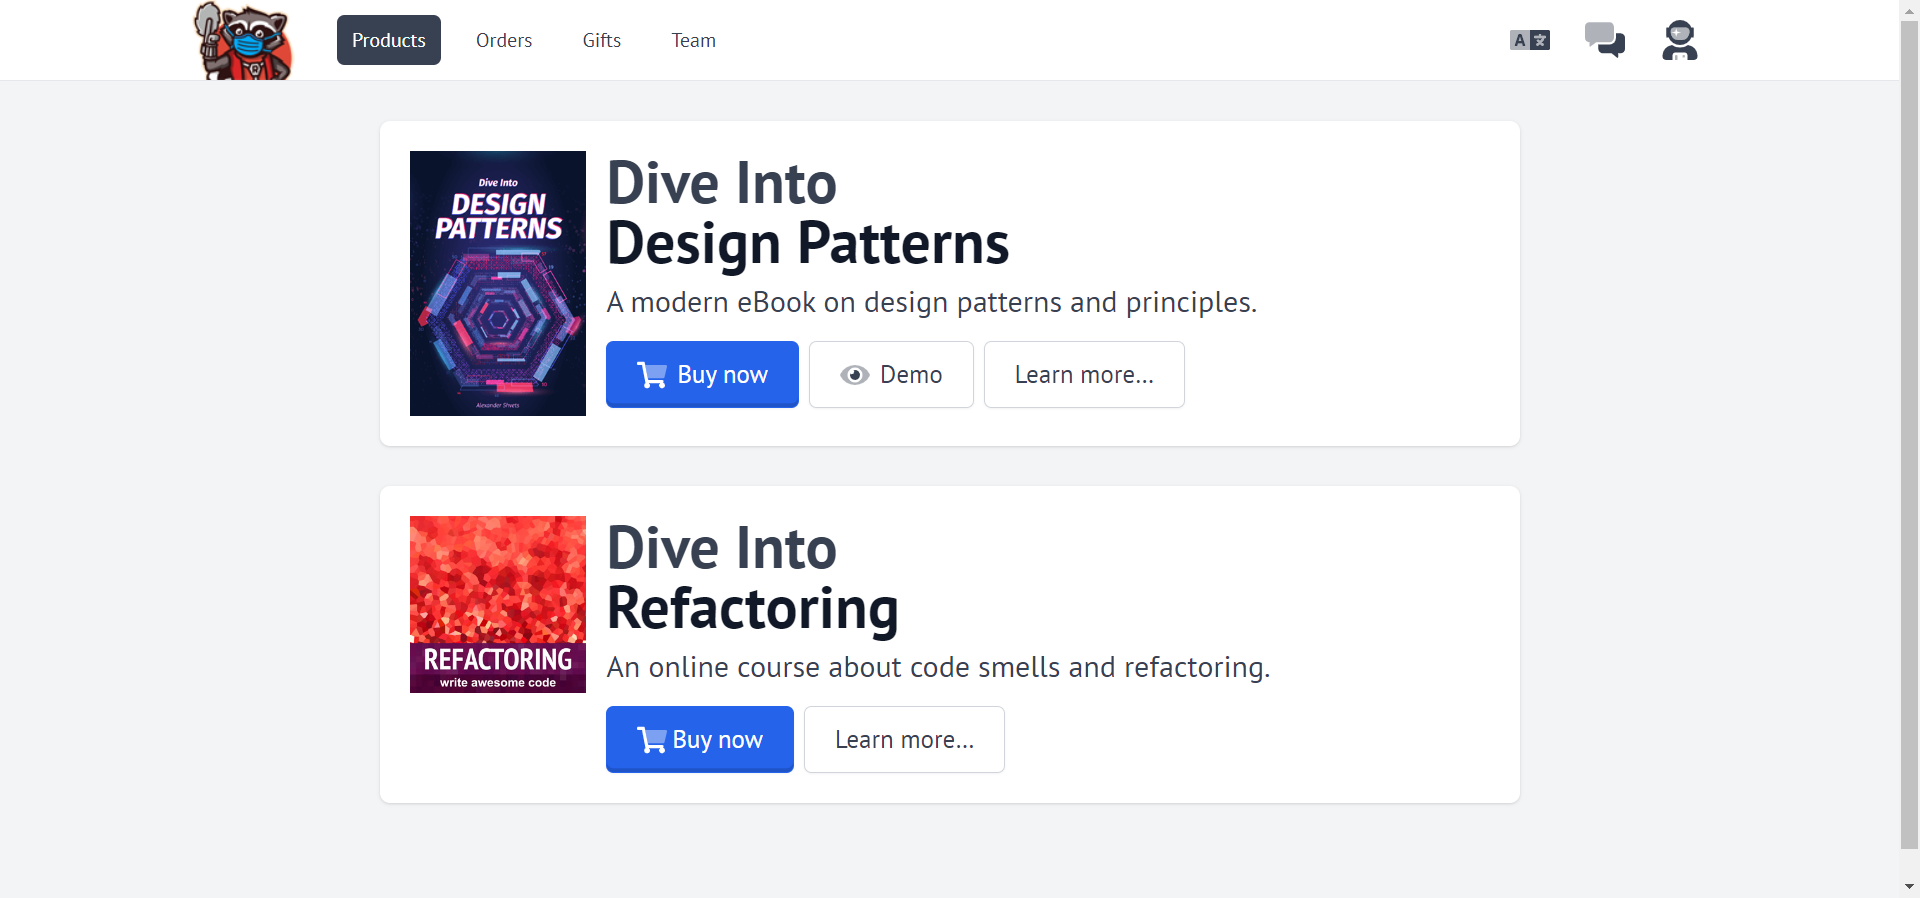 Products
Orders
Gifts
Team
A
Dive Into
DESIGN
PATTERNS
Alexander Shvets
Dive Into
Design Patterns
A modern eBook on design patterns and principles.
Buy now
Demo
Learn more...
REFACTORING
write awesome code
Dive Into
Refactoring
An online course about code smells and refactoring.
Buy now
Learn more...